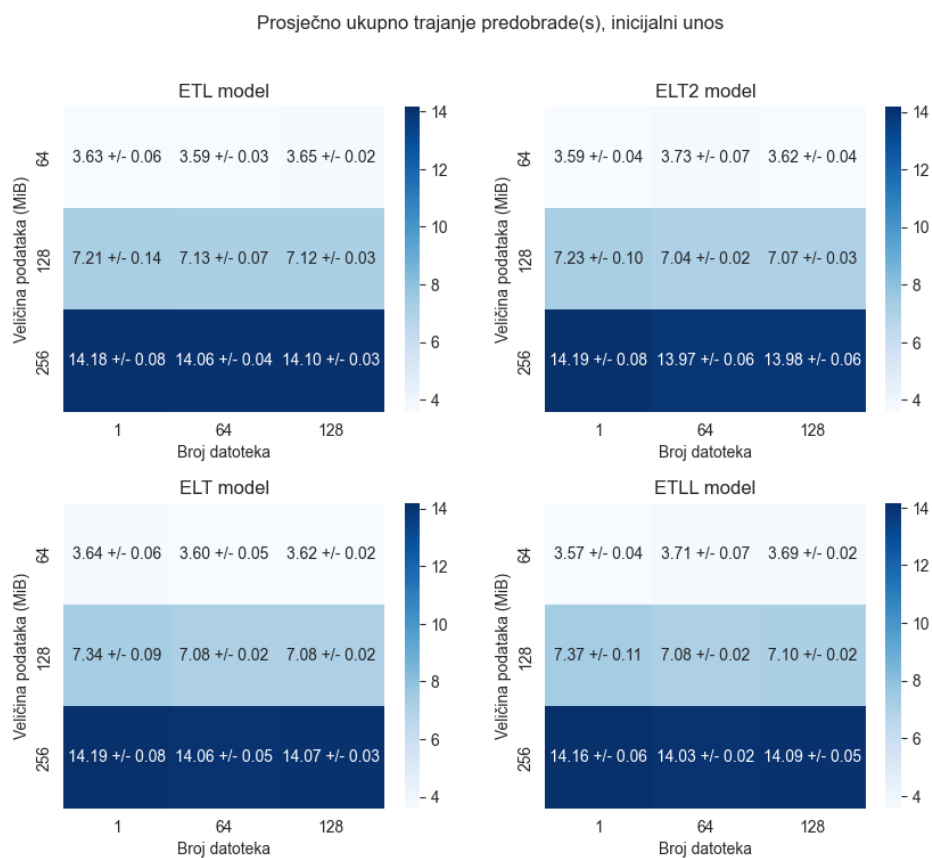 Prosječno ukupno trajanje predobrade(s), inicijalni unos
ETL model
Veličina podataka (MiB)
64
3.63 +/- 0.06 3.59 +/- 0.03 3.65 +/- 0.02
128
7.21 +/- 0.14 7.13 +/- 0.07 7.12 +/- 0.03
256
14.18 +/- 0.08 14.06 +/- 0.04 14.10 +/- 0.03
1 64 128
Broj datoteka
14
12
10
8
6
4
ELT2 model
Veličina podataka (MiB)
64
3.59 +/- 0.04 3.73 +/- 0.07 3.62 +/- 0.04
128
7.23 +/- 0.10 7.04 +/- 0.02 7.07 +/- 0.03
256
14.19 +/- 0.08 13.97 +/- 0.06 13.98 +/- 0.06
1 64 128
Broj datoteka
14
12
10
8
6
4
ELT model
Veličina podataka (MiB)
64
3.64 +/- 0.06 3.60 +/- 0.05 3.62 +/- 0.02
128
7.34 +/- 0.09 7.08 +/- 0.02 7.08 +/- 0.02
256
14.19 +/- 0.08 14.06 +/- 0.05 14.07 +/- 0.03
1 64 128
Broj datoteka
14
12
10
8
6
4
ETLL model
Veličina podataka (MiB)
64
3.57 +/- 0.04 3.71 +/- 0.07 3.69 +/- 0.02
128
7.37 +/- 0.11 7.08 +/- 0.02 7.10 +/- 0.02
256
14.16 +/- 0.06 14.03 +/- 0.02 14.09 +/- 0.05
1 64 128
Broj datoteka
14
12
10
8
6
4